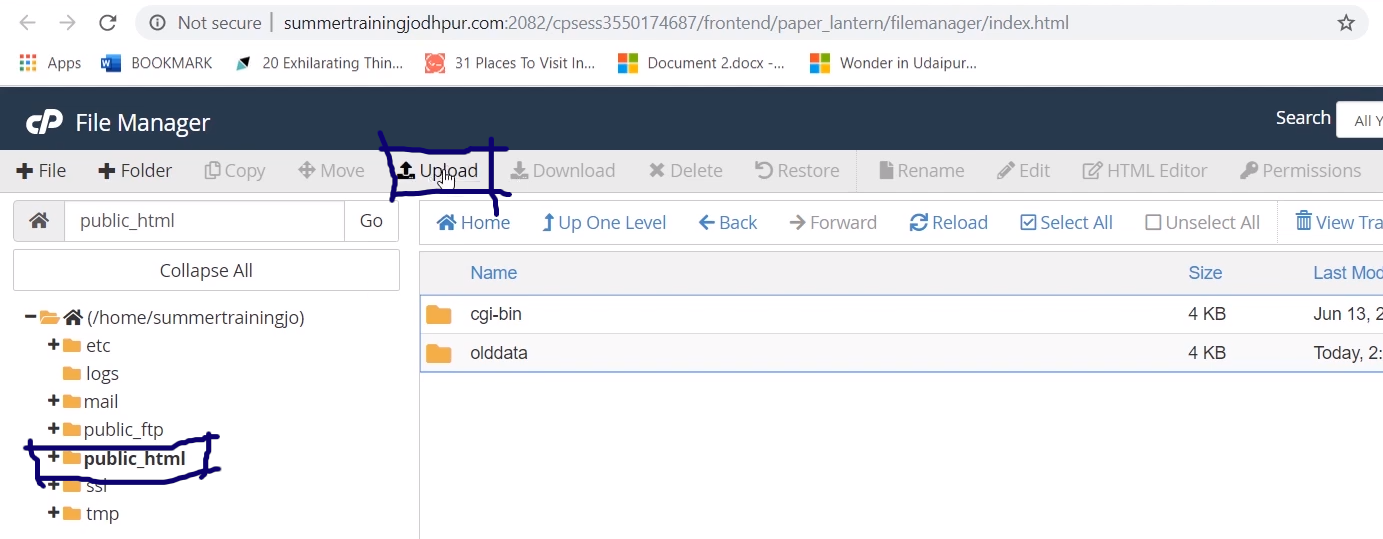 Not secure | summertrainingjodhpur.com:2082/cpsess3550174687/frontend/paper_lantern/filemanager/index.html
Apps BOOKMARK 20 Exhilarating Thin... 31 Places To Visit In... Document 2.docx -... Wonder in Udaipur...
cP File Manager Search All Y
File Folder Copy Move Upload Download Delete Restore Rename Edit HTML Editor Permissions
public_html Go Home Up One Level Back Forward Reload Select All Unselect All View Tra
Collapse All
Name Size Last Mod
cgi-bin 4 KB Jun 13, 2
olddata 4 KB Today, 2:
(/home/summertrainingjo)
etc
logs
mail
public_ftp
public_html
ssl
tmp